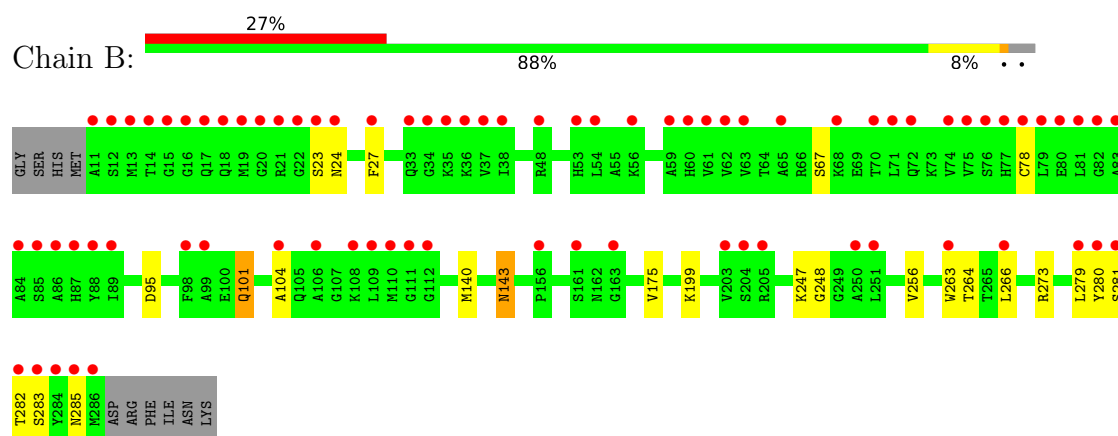 27%
Chain B:
88% 8% • •
GLY SER HIS MET A11 S12 M13 T14 G15 G16 Q17 Q18 M19 G20 R21 G22 S23 N24 F27 Q33 G34 K35 K36 V37 I38 R48 H53 L54 A55 K56 A59 H60 V61 V62 V63 T64 A65 R66 S67 K68 E69 T70 L71 Q72 K73 V74 V75 S76 H77 C78 L79 E80 L81 G82 A83
A84 S85 A86 H87 Y88 I89 D95 F98 A99 E100 Q101 A104 Q105 A106 G107 K108 L109 M110 G111 G112 M140 N143 P156 S161 N162 G163 V175 K199 V203 S204 R205 K247 G248 G249 A250 L251 V256 W263 T264 T265 L266 R273 L279 Y280 S281
T282 S283 Y284 N285 M286 ASP ARG PHE ILE ASN LYS